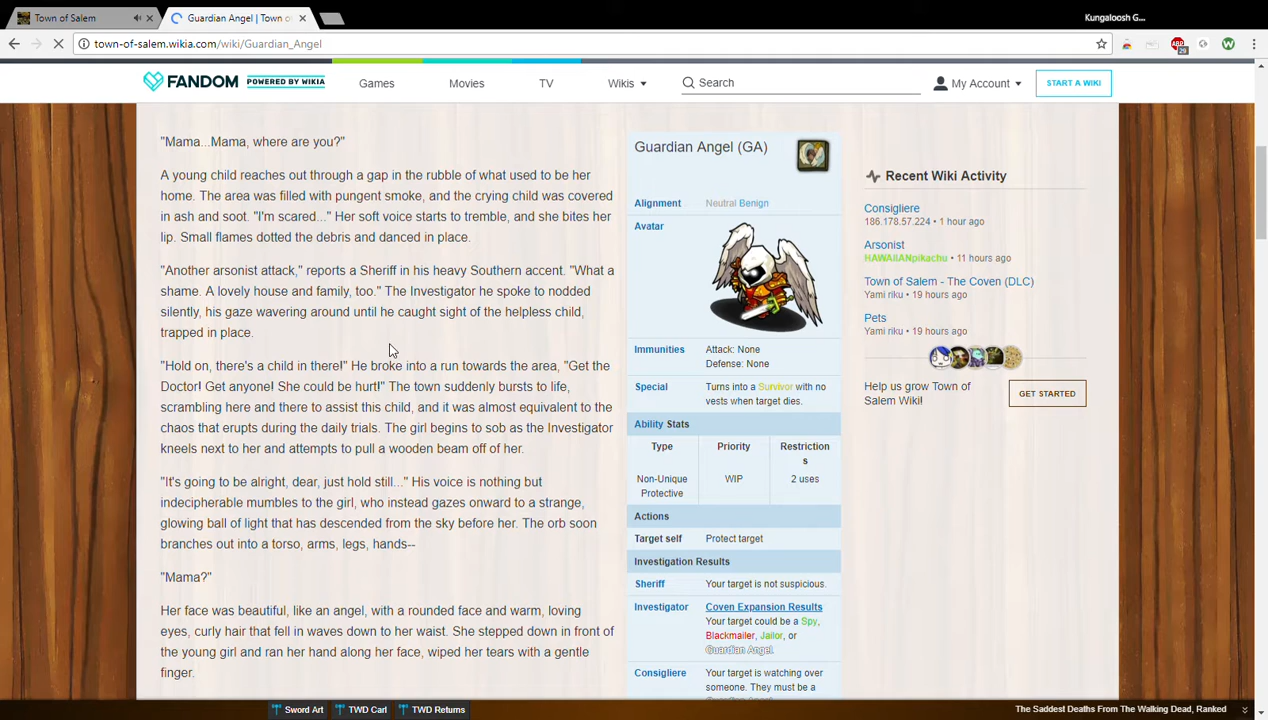 Town of Salem
Guardian Angel | Town o
Kungaloosh G...
town-of-salem.wikia.com/wiki/Guardian_Angel
FANDOM POWERED BY WIKIA
Games Movies TV Wikis Search My Account START A WIKI
"Mama...Mama, where are you?"
A young child reaches out through a gap in the rubble of what used to be her
home. The area was filled with pungent smoke, and the crying child was covered
in ash and soot. "I'm scared..." Her soft voice starts to tremble, and she bites her
lip. Small flames dotted the debris and danced in place.
"Another arsonist attack," reports a Sheriff in his heavy Southern accent. "What a
shame. A lovely house and family, too." The Investigator he spoke to nodded
silently, his gaze wavering around until he caught sight of the helpless child,
trapped in place.
"Hold on, there's a child in there!" He broke into a run towards the area, "Get the
Doctor! Get anyone! She could be hurt!" The town suddenly bursts to life,
scrambling here and there to assist this child, and it was almost equivalent to the
chaos that erupts during the daily trials. The girl begins to sob as the Investigator
kneels next to her and attempts to pull a wooden beam off of her.
"It's going to be alright, dear, just hold still..." His voice is nothing but
indecipherable mumbles to the girl, who instead gazes onward to a strange,
glowing ball of light that has descended from the sky before her. The orb soon
branches out into a torso, arms, legs, hands--
"Mama?"
Her face was beautiful, like an angel, with a rounded face and warm, loving
eyes, curly hair that fell in waves down to her waist. She stepped down in front of
the young girl and ran her hand along her face, wiped her tears with a gentle
finger.
Guardian Angel (GA)
Alignment Neutral Benign
Avatar
Immunities Attack: None
Defense: None
Special Turns into a Survivor with no
vests when target dies.
Ability Stats
Type Priority Restriction
s
Non-Unique WIP 2 uses
Protective
Actions
Target self Protect target
Investigation Results
Sheriff Your target is not suspicious.
Investigator Coven Expansion Results
Your target could be a Spy,
Blackmailer, Jailor, or
Guardian Angel.
Consigliere Your target is watching over
someone. They must be a
Recent Wiki Activity
Consigliere
186.178.57.224 • 1 hour ago
Arsonist
HAWAIIANpikachu • 11 hours ago
Town of Salem - The Coven (DLC)
Yami riku • 19 hours ago
Pets
Yami riku • 19 hours ago
Help us grow Town of
Salem Wiki!
GET STARTED
Sword Art TWD Carl TWD Returns
The Saddest Deaths From The Walking Dead, Ranked